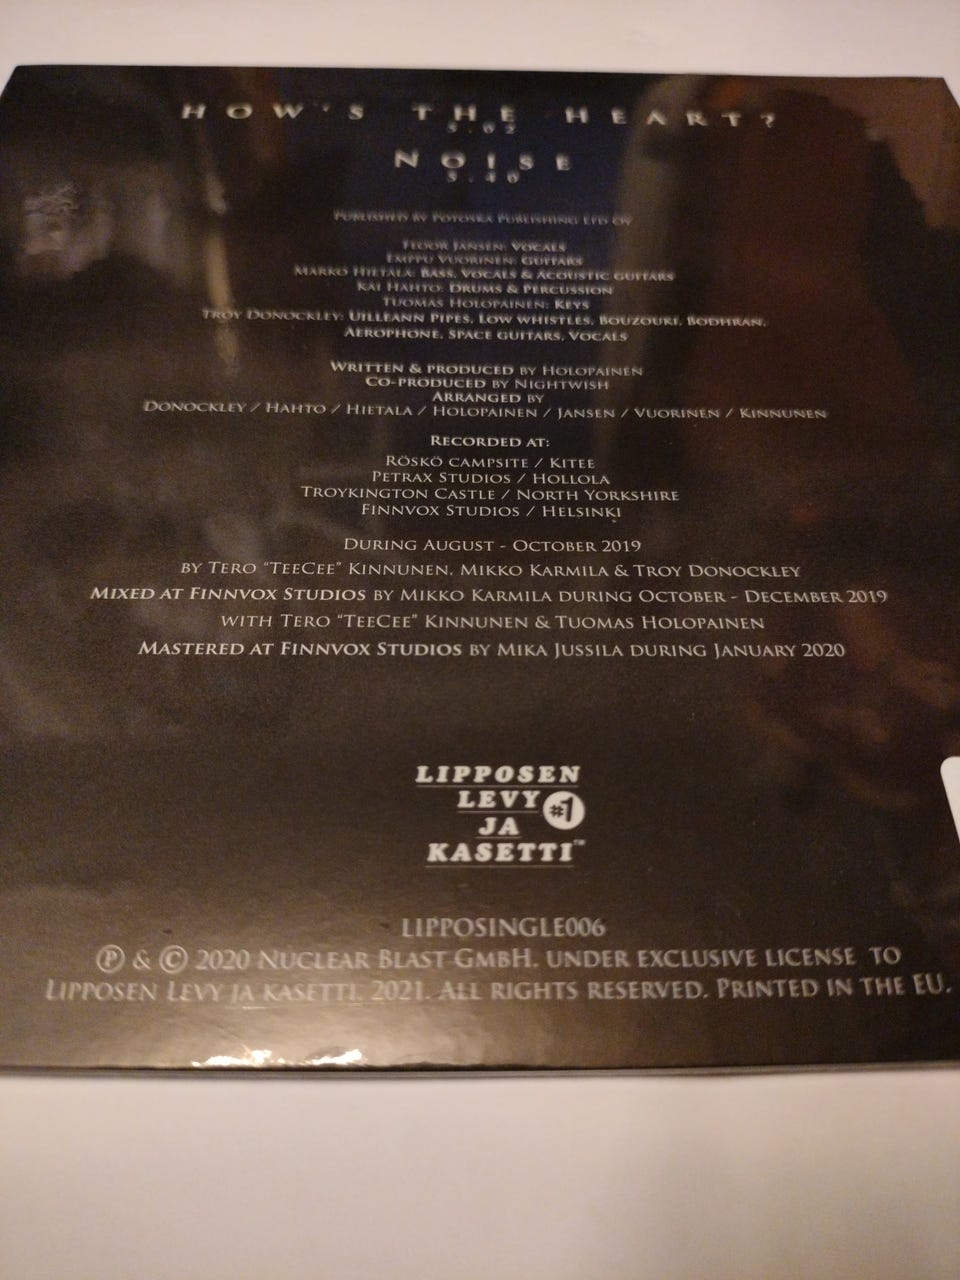 HOW'S THE HEART?
5.02
NOISE
5.40
PUBLISHED BY POTOSKA PUBLISHING LTD OY
FLOOR JANSEN: VOCALS
EMPPU VUORINEN: GUITARS
MARKO HIETALA: BASS, VOCALS & ACOUSTIC GUITARS
KAI HAHTO: DRUMS & PERCUSSION
TUOMAS HOLOPAINEN: KEYS
TROY DONOCKLEY: UILLEANN PIPES, LOW WHISTLES, BOUZOUKI, BODHRAN,
AEROPHONE, SPACE GUITARS, VOCALS
WRITTEN & PRODUCED BY HOLOPAINEN
CO-PRODUCED BY NIGHTWISH
ARRANGED BY
DONOCKLEY / HAHTO / HIETALA / HOLOPAINEN / JANSEN / VUORINEN / KINNUNEN
RECORDED AT:
RÖSKÖ CAMPSITE / KITEE
PETRAX STUDIOS / HOLLOLA
TROYKINGTON CASTLE / NORTH YORKSHIRE
FINNVOX STUDIOS / HELSINKI
DURING AUGUST - OCTOBER 2019
BY TERO "TEECEE" KINNUNEN, MIKKO KARMILA & TROY DONOCKLEY
MIXED AT FINNVOX STUDIOS BY MIKKO KARMILA DURING OCTOBER - DECEMBER 2019
WITH TERO "TEECEE" KINNUNEN & TUOMAS HOLOPAINEN
MASTERED AT FINNVOX STUDIOS BY MIKA JUSSILA DURING JANUARY 2020
LIPPOSEN
LEVY #1
JA
KASETTI™
LIPPOSINGLE006
℗ & © 2020 NUCLEAR BLAST GMBH. UNDER EXCLUSIVE LICENSE TO
LIPPOSEN LEVY JA KASETTI, 2021. ALL RIGHTS RESERVED. PRINTED IN THE EU.